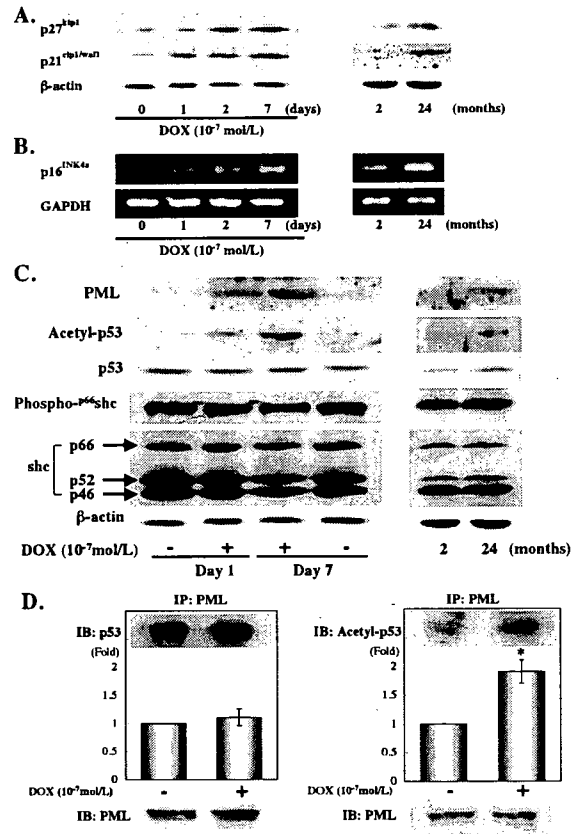 A.
p27kip1
p21cip1/waf1
β-actin
0 1 2 7 (days) 2 24 (months)
DOX (10-7 mol/L)
B.
p16INK4a
GAPDH
0 1 2 7 (days) 2 24 (months)
DOX (10-7 mol/L)
C.
PML
Acetyl-p53
p53
Phospho-p66shc
p66
shc
p52
p46
β-actin
DOX (10-7mol/L) - + + - 2 24 (months)
Day 1 Day 7
D.
IP: PML IP: PML
IB: p53 IB: Acetyl-p53
(Fold) (Fold)
*
2 2
1.5 1.5
1 1
0.5 0.5
0 0
DOX (10-7mol/L) - + DOX (10-7mol/L) - +
IB: PML IB: PML